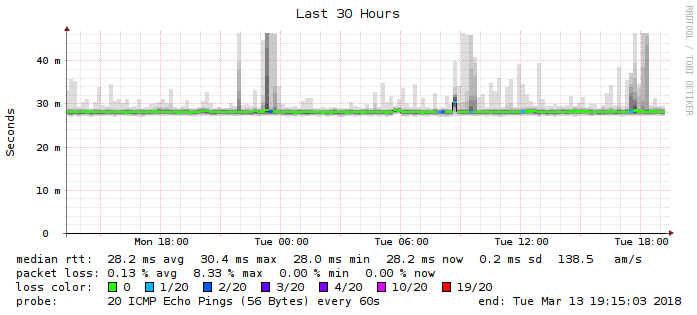 Last 30 Hours
RRDTOOL / TOBI OETIKER
Seconds
40 m
30 m
20 m
10 m
0
Mon 18:00 Tue 00:00 Tue 06:00 Tue 12:00 Tue 18:00
median rtt: 28.2 ms avg 30.4 ms max 28.0 ms min 28.2 ms now 0.2 ms sd 138.5 am/s
packet loss: 0.13 % avg 8.33 % max 0.00 % min 0.00 % now
loss color: 0 1/20 2/20 3/20 4/20 10/20 19/20
probe: 20 ICMP Echo Pings (56 Bytes) every 60s end: Tue Mar 13 19:15:03 2018